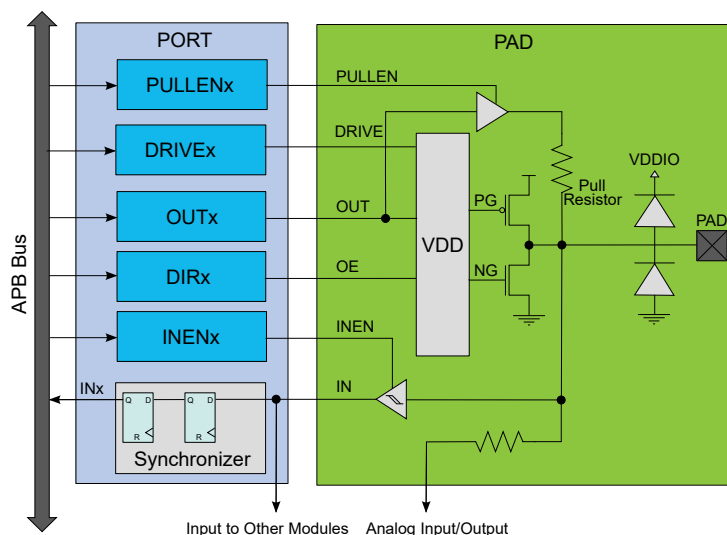 PORT
PAD
APB Bus
PULLENx
PULLEN
DRIVEx
DRIVE
VDDIO
Pull
Resistor
OUTx
OUT
PG
PAD
VDD
DIRx
OE
NG
INENx
INEN
INx
Q D
R
Q D
R
IN
Synchronizer
Input to Other Modules
Analog Input/Output